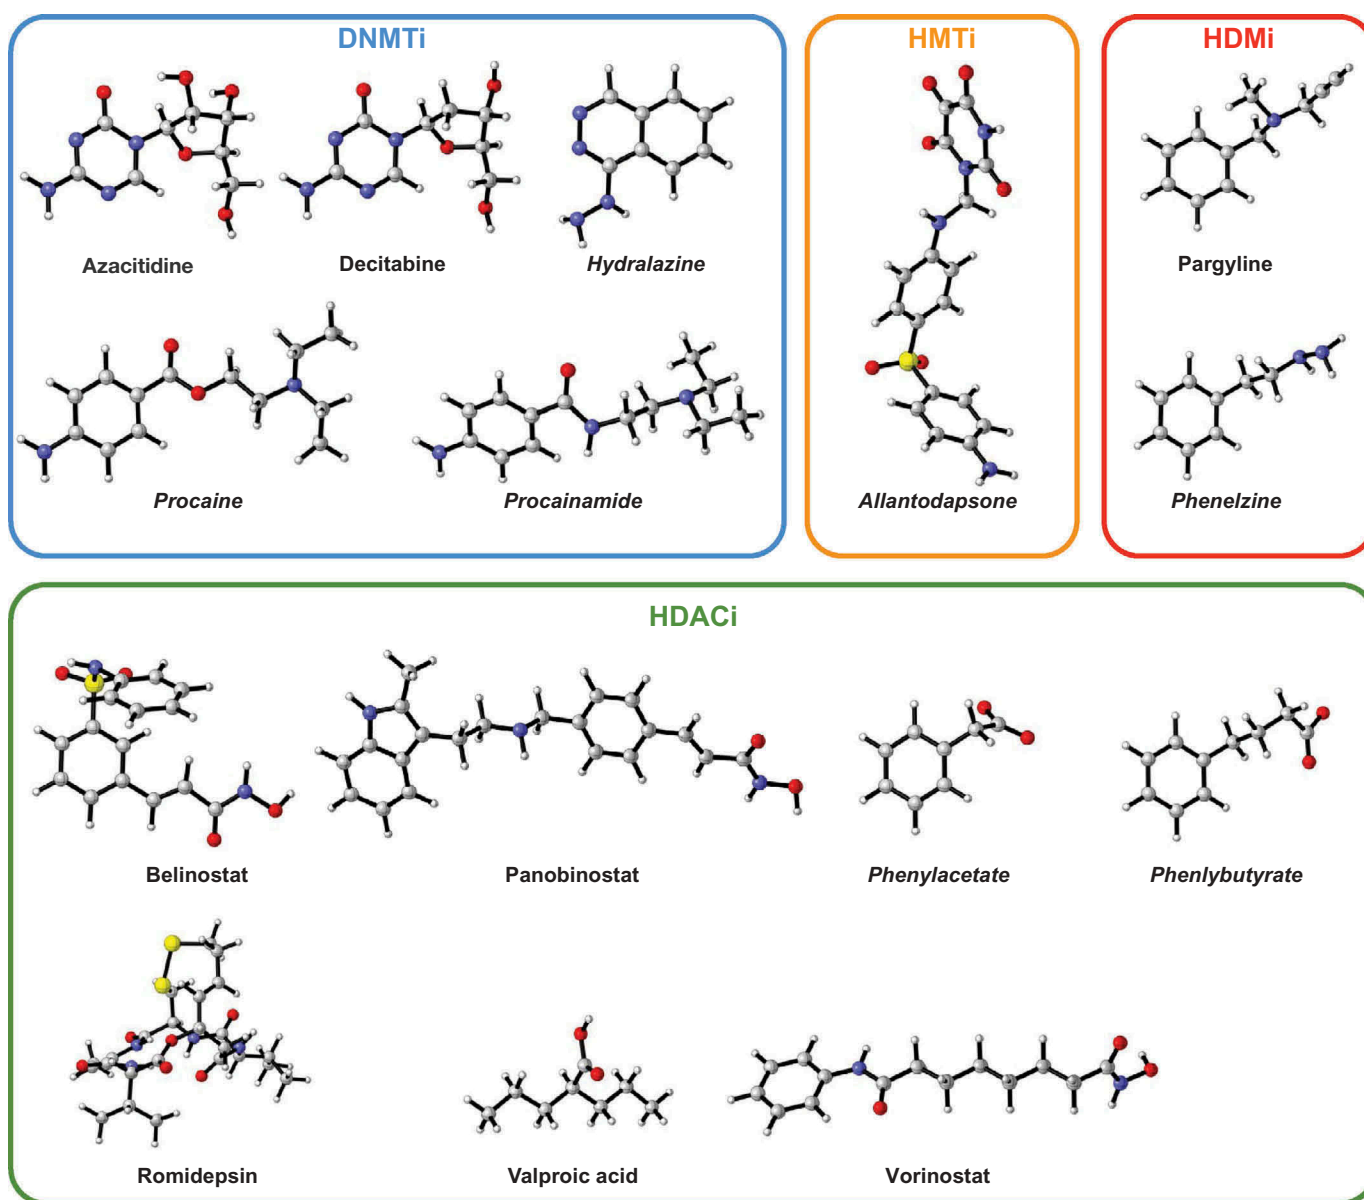 DNMTi
HMTi
HDMi
Azacitidine
Decitabine
Hydralazine
Pargyline
Procaine
Procainamide
Allantodapsone
Phenelzine
HDACi
Belinostat
Panobinostat
Phenylacetate
Phenlybutyrate
Romidepsin
Valproic acid
Vorinostat